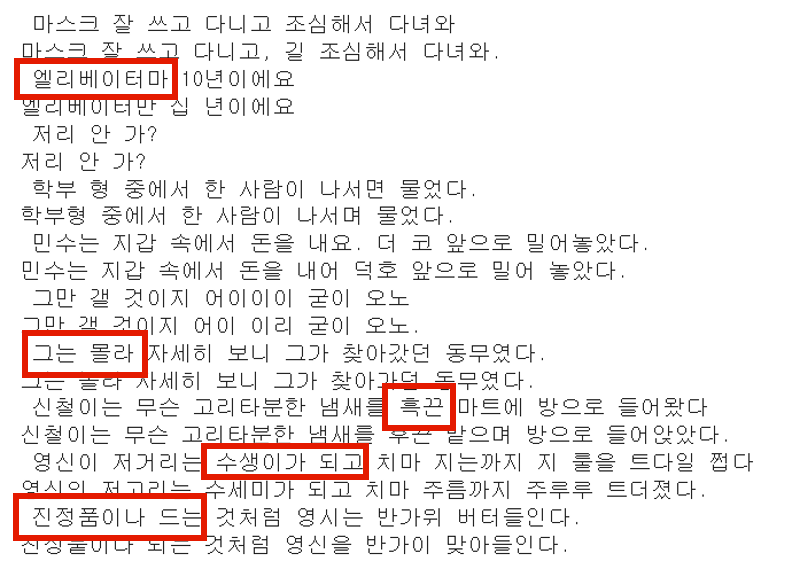 마스크 잘 쓰고 다니고 조심해서 다녀와
마스크 잘 쓰고 다니고, 길 조심해서 다녀와.
엘리베이터마 10년이에요
엘리베이터만 십 년이에요
저리 안 가?
저리 안 가?
학부 형 중에서 한 사람이 나서면 물었다.
학부형 중에서 한 사람이 나서며 물었다.
민수는 지갑 속에서 돈을 내요. 더 코 앞으로 밀어놓았다.
민수는 지갑 속에서 돈을 내어 덕호 앞으로 밀어 놓았다.
그만 갤 것이지 어이이이 굳이 오노
그만 갤 것이지 어이 이리 굳이 오노.
그는 몰라 자세히 보니 그가 찾아갔던 동무였다.
그는 놀라 자세히 보니 그가 찾아가던 동무였다.
신철이는 무슨 고리타분한 냄새를 흑끈 마트에 방으로 들어왔다
신철이는 무슨 고리타분한 냄새를 후끈 맡으며 방으로 들어앉았다.
영신이 저거리는 수생이가 되고 치마 지는까지 지 룰을 트다일 쩝다
영신의 저고리는 수세미가 되고 치마 주름까지 주루루 트더졌다.
진정품이나 드는 것처럼 영시는 반가위 버터들인다.
친정붙이나 되는 것처럼 영신을 반가이 맞아들인다.